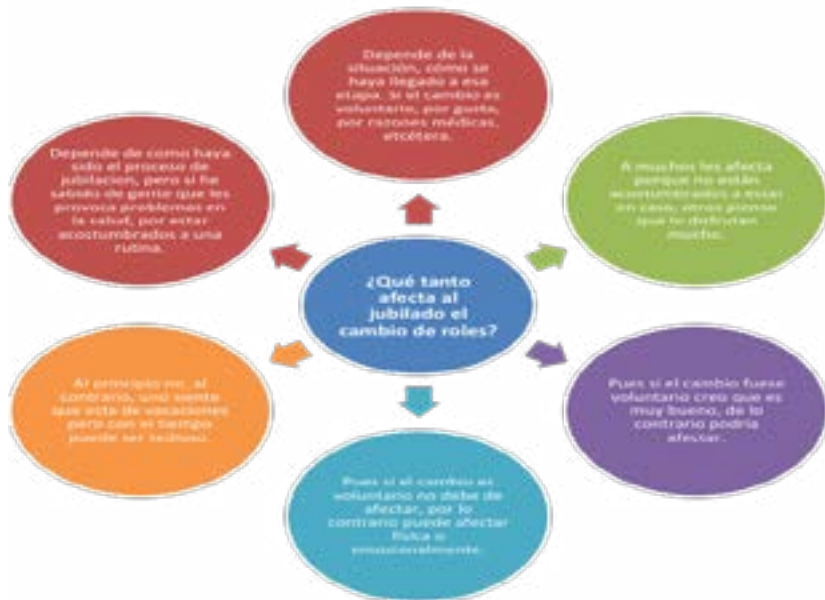 Depende de la
situación, cómo se
haya llegado a esa
etapa. Si el cambio es
voluntario, por gusto,
por razones médicas,
etcétera.
A muchos les afecta
porque no están
acostumbrados a estar
en casa, otros pienso
que lo disfrutan
mucho.
Pues si el cambio fuese
voluntario creo que es
muy bueno, de lo
contrario podría
afectar.
Pues si el cambio es
voluntario no debe de
afectar, por lo
contrario puede afectar
física o
emocionalmente.
Al principio no, al
contrario, uno siente
que esta de vacaciones
pero con el tiempo
puede ser tedioso.
Depende de como haya
sido el proceso de
jubilacion, pero si he
sabido de gente que les
provoca problemas en
la salud, por estar
acostumbrados a una
rutina.
¿Qué tanto
afecta al
jubilado el
cambio de roles?